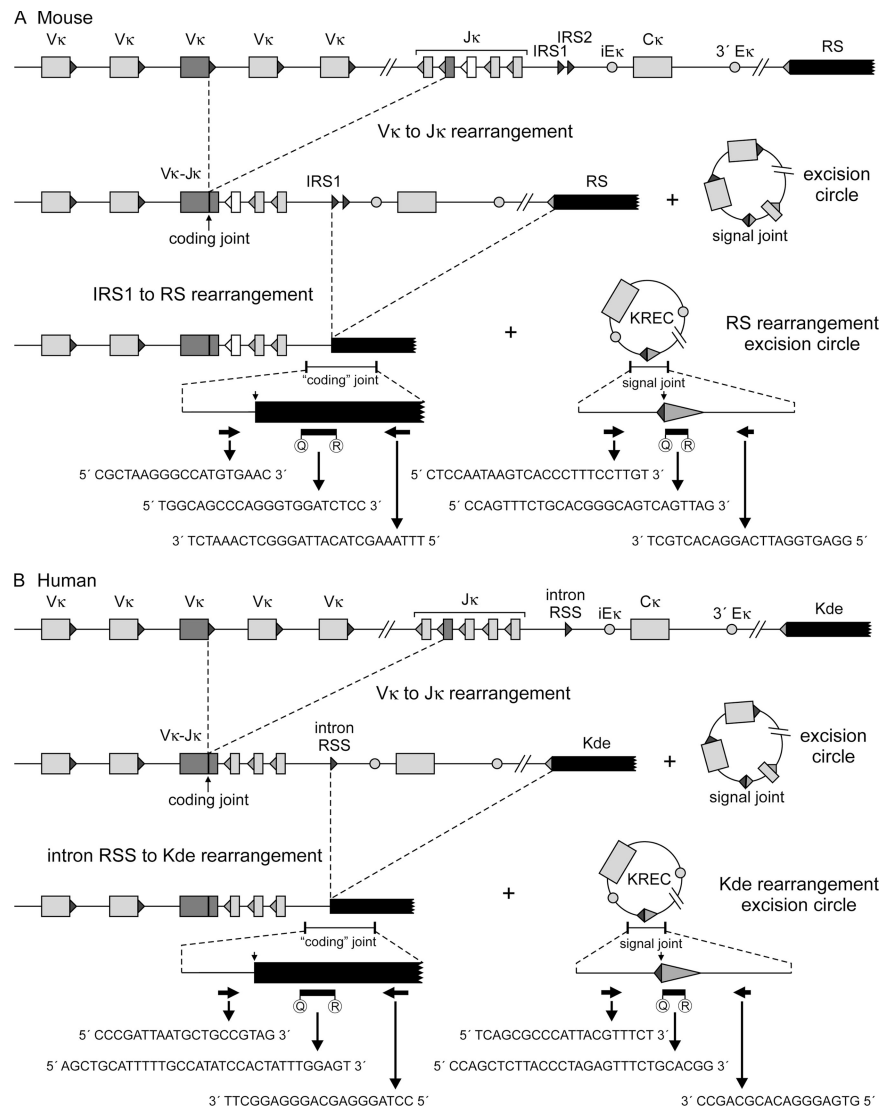 A Mouse
Vκ Vκ Vκ Vκ Vκ Jκ IRS1 IRS2 iEκ Cκ 3´ Eκ RS
Vκ to Jκ rearrangement
Vκ-Jκ IRS1 RS + excision
circle
coding joint signal joint
IRS1 to RS rearrangement + KREC RS rearrangement
excision circle
“coding” joint signal joint
Q R Q R
5´ CGCTAAGGGCCATGTGAAC 3´ 5´ CTCCAATAAGTCACCCTTTCCTTGT 3´
5´ TGGCAGCCCAGGGTGGATCTCC 3´ 5´ CCAGTTTCTGCACGGGCAGTCAGTTAG 3´
3´ TCTAAACTCGGGATTACATCGAAATTT 5´ 3´ TCGTCACAGGACTTAGGTGAGG 5´
B Human
Vκ Vκ Vκ Vκ Vκ Jκ intron
RSS iEκ Cκ 3´ Eκ Kde
Vκ to Jκ rearrangement
Vκ-Jκ intron
RSS Kde + excision
circle
coding joint signal joint
intron RSS to Kde rearrangement + KREC Kde rearrangement
excision circle
“coding” joint signal joint
Q R Q R
5´ CCCGATTAATGCTGCCGTAG 3´ 5´ TCAGCGCCCATTACGTTTCT 3´
5´ AGCTGCATTTTTGCCATATCCACTATTTGGAGT 3´ 5´ CCAGCTCTTACCCTAGAGTTTCTGCACGG 3´
3´ TTCGGAGGGACGAGGGATCC 5´ 3´ CCGACGCACAGGGAGTG 5´